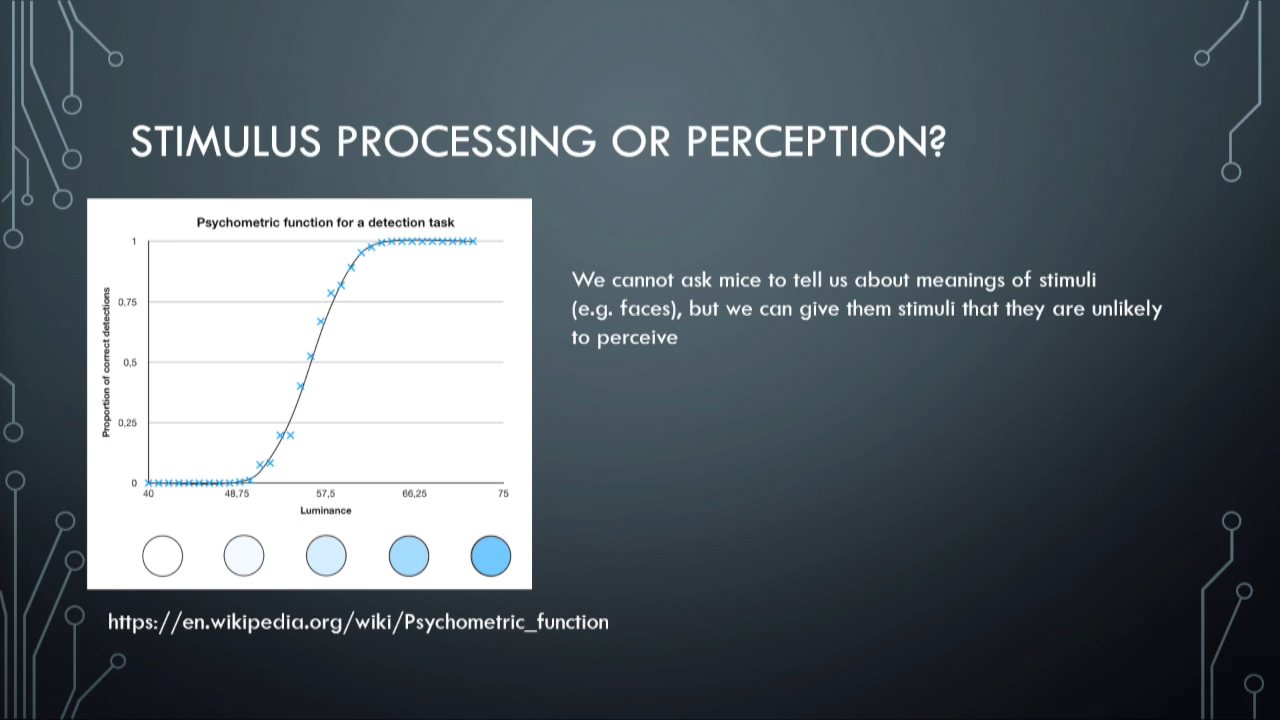 STIMULUS PROCESSING OR PERCEPTION?
Psychometric function for a detection task
Proportion of correct detections
1
0,75
0,5
0,25
0
40
48,75
57,5
66,25
75
Luminance
We cannot ask mice to tell us about meanings of stimuli
(e.g. faces), but we can give them stimuli that they are unlikely
to perceive
https://en.wikipedia.org/wiki/Psychometric_function